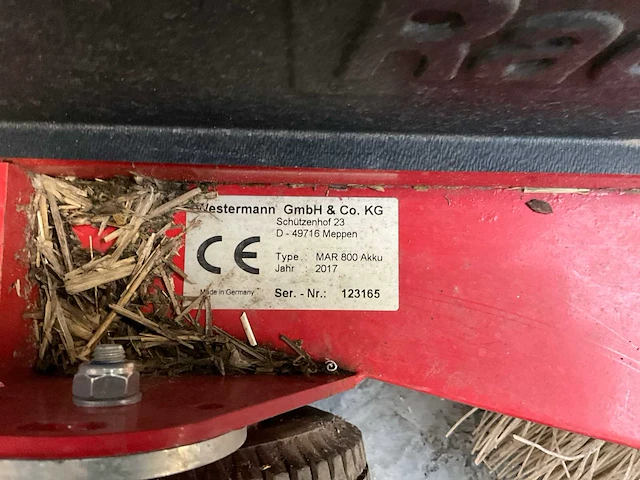 Ra
Westermann GmbH & Co. KG
Schützenhof 23
D - 49716 Meppen
CE
Type : MAR 800 Akku
Jahr : 2017
Made in Germany
Ser. - Nr.: 123165